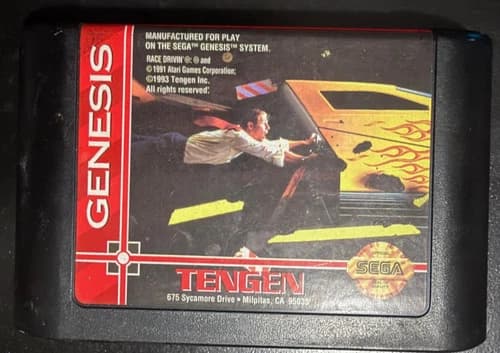 GENESIS
MANUFACTURED FOR PLAY
ON THE SEGA™ GENESIS™ SYSTEM.
RACE DRIVIN'®: ® and
©1991 Atari Games Corporation;
©1993 Tengen Inc.
All rights reserved.
TENGEN
675 Sycamore Drive • Milpitas, CA 95035
SEGA